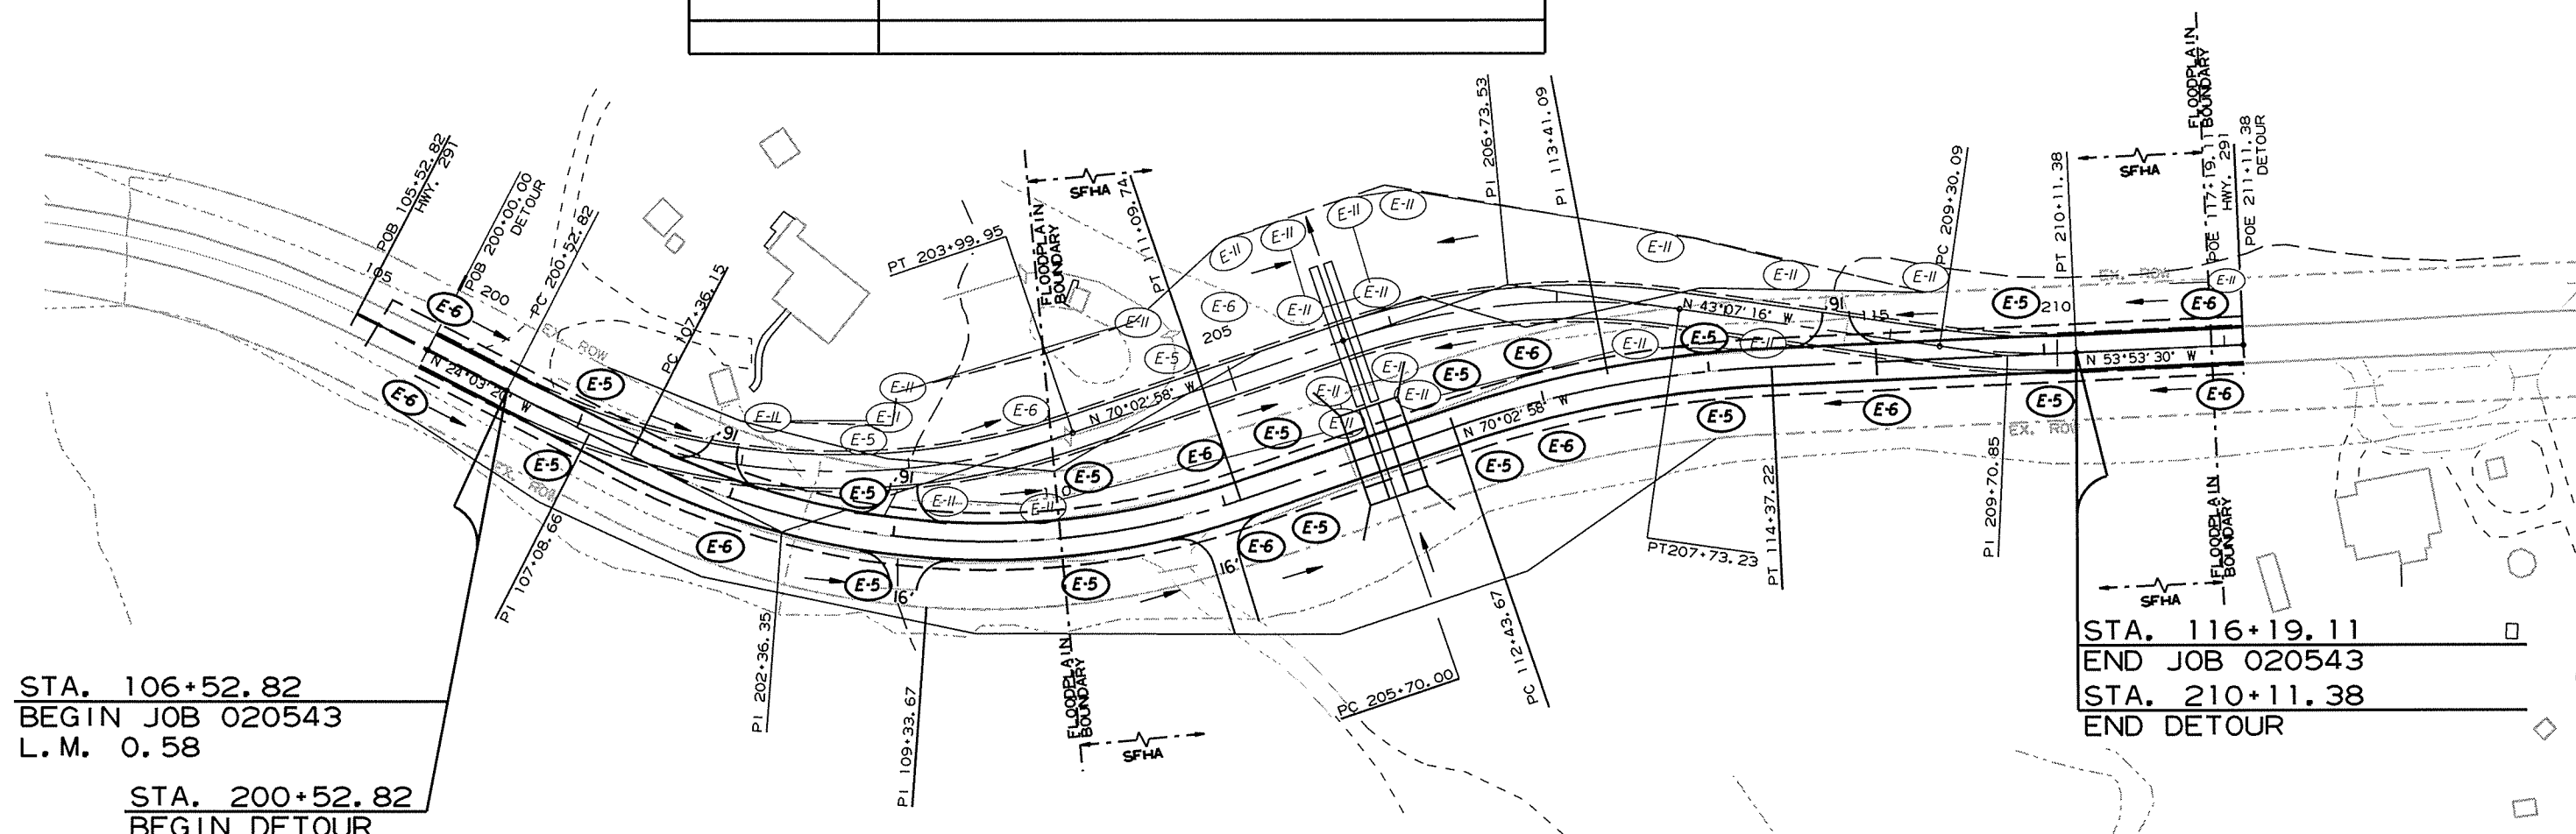 POB 105+52.82
HWY. 291
POB 200+00.00
DETOUR
PC 200+52.82
PC 107+36.15
PT 203+99.95
FLOODPLAIN
BOUNDARY
SFHA
PT 111+09.74
PI 206+73.53
PI 113+41.09
PC 209+30.09
PT 210+11.38
SFHA
FLOODPLAIN
BOUNDARY
POE 117+19.11
HWY. 291
POE 211+11.38
DETOUR
105
200
205
210
115
E-6
E-6
E-5
E-5
EX. ROW
EX. ROW
N 24°03'20" W
16'
16'
E-11
E-11
E-11
E-5
E-5
E-11
E-11
E-6
E-5
E-11
E-5
E-6
E-11
E-11
E-11
E-11
E-11
E-11
E-6
E-5
N 70°02'58" W
E-11
E-11
E-11
E-11
E-5
E-6
E-11
E-5
E-11
E-11
E-11
E-11
N 43°07'16" W
16'
N 70°02'58" W
E-5
E-6
E-5
E-6
E-5
E-5
E-6
E-11
E-6
EX. ROW
EX. ROW
N 53°53'30" W
E-6
E-5
E-5
E-6
E-5
16'
16'
PI 107+08.66
PI 202+36.35
PI 109+33.67
FLOODPLAIN
BOUNDARY
SFHA
PC 205+70.00
PC 112+43.67
PT207+73.23
PT 114+37.22
PI 209+70.85
FLOODPLAIN
BOUNDARY
SFHA
STA. 106+52.82
BEGIN JOB 020543
L.M. 0.58
STA. 200+52.82
BEGIN DETOUR
STA. 116+19.11
END JOB 020543
STA. 210+11.38
END DETOUR